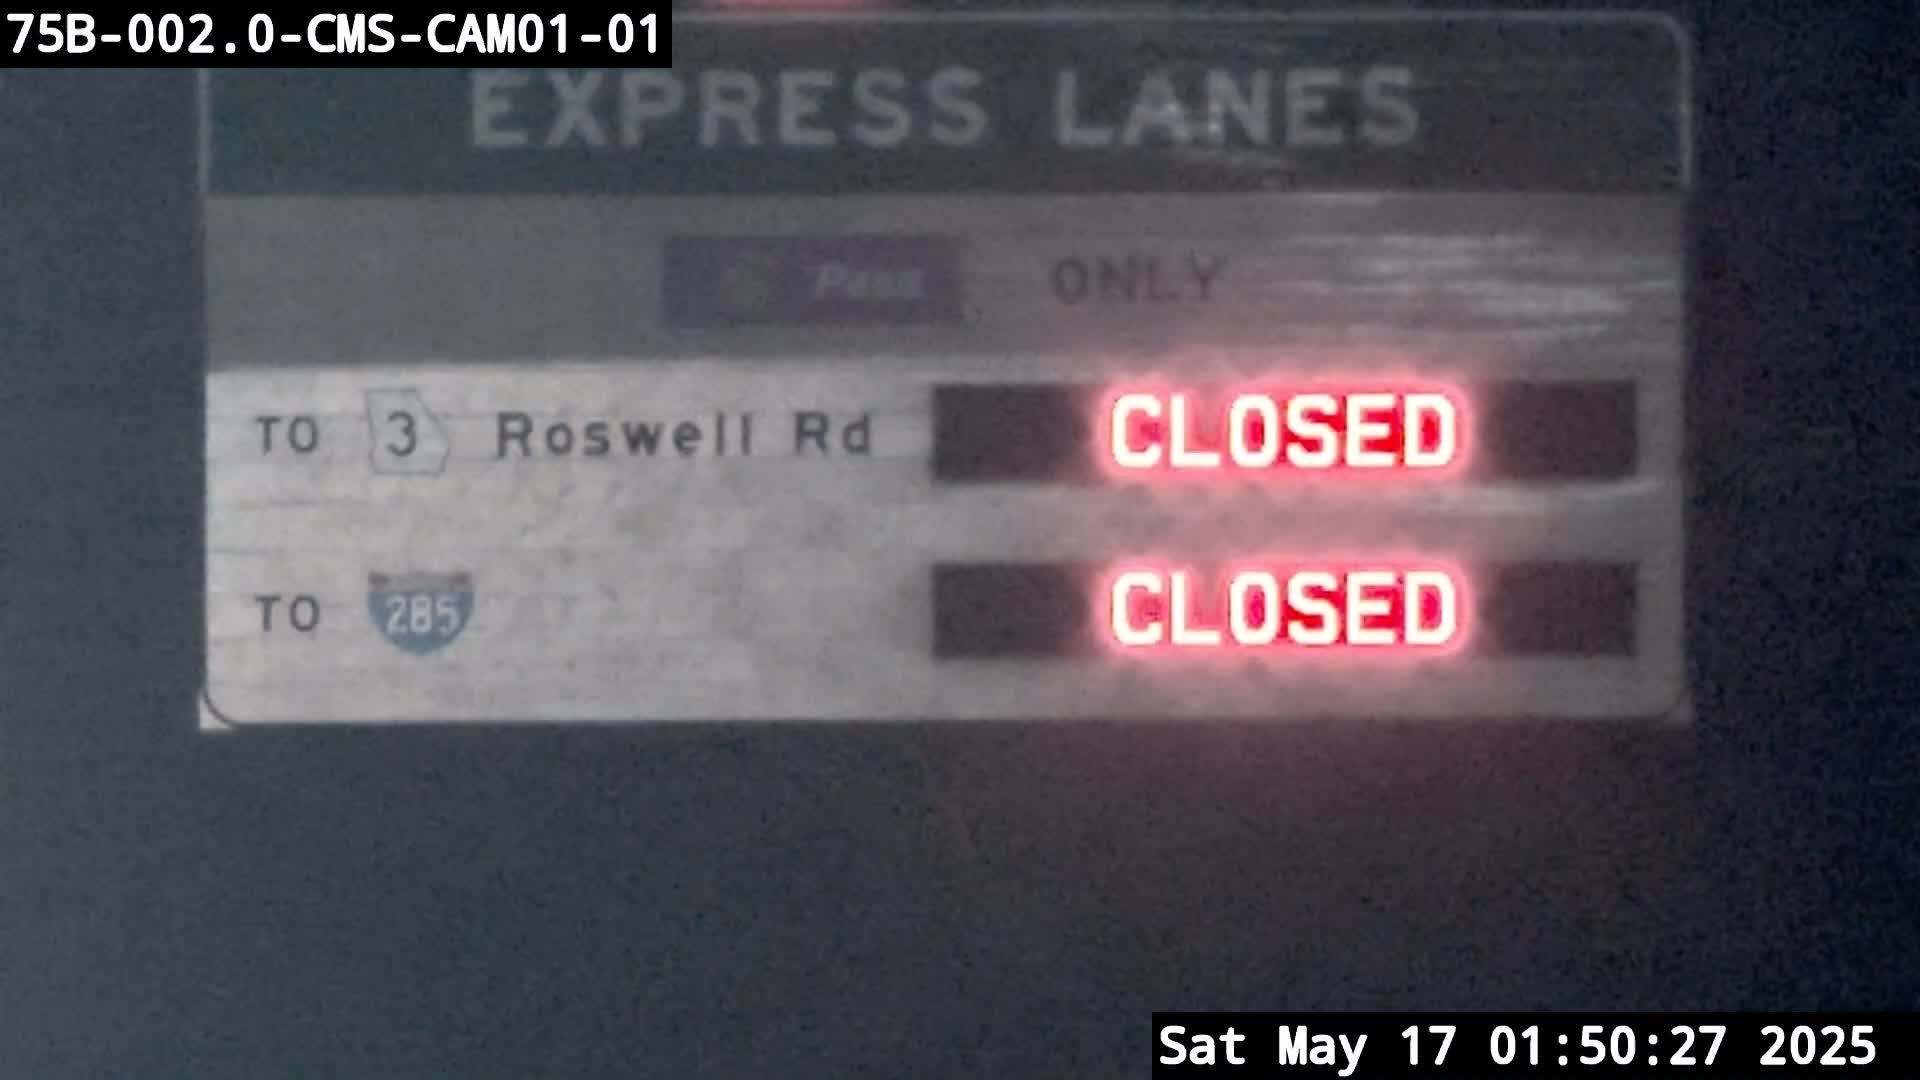 75B-002.0-CMS-CAM01-01
EXPRESS LANES
Pass ONLY
TO 3 Roswell Rd CLOSED
TO 285 CLOSED
Sat May 17 01:50:27 2025